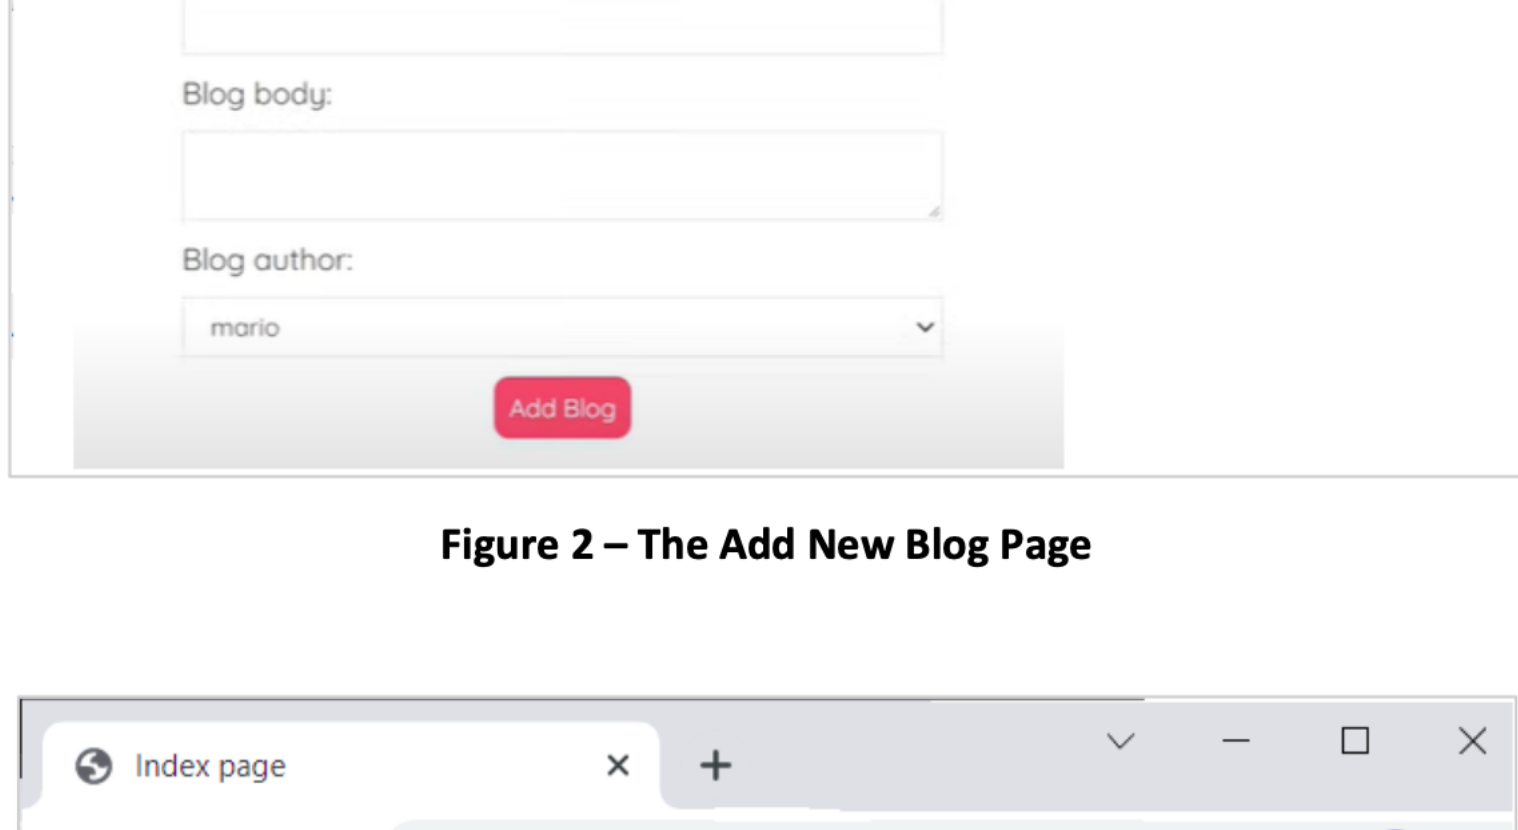 Blog body:
Blog author:
mario
Add Blog
Figure 2 – The Add New Blog Page
Index page